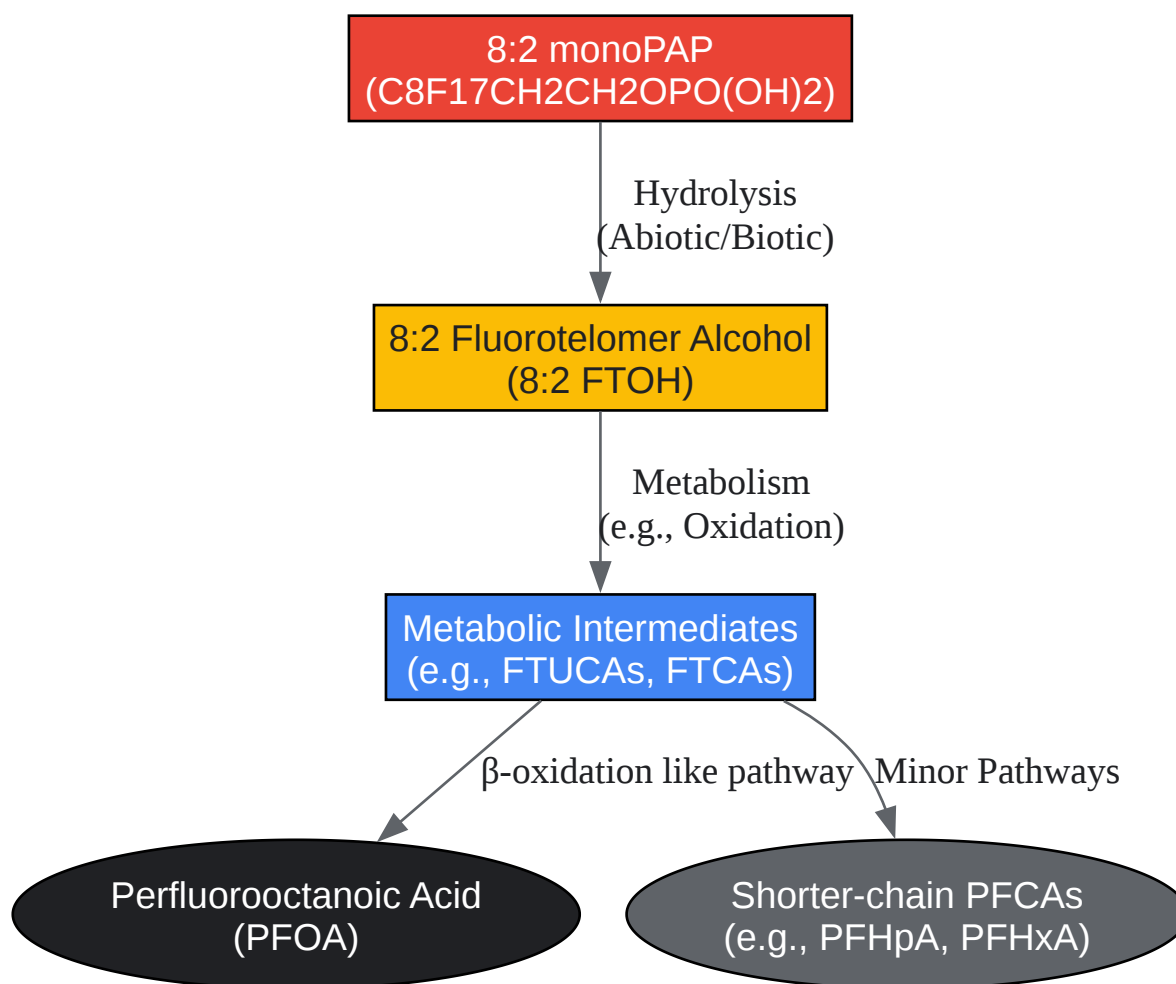 8:2 monoPAP
(C8F17CH2CH2OPO(OH)2)
Hydrolysis
(Abiotic/Biotic)
8:2 Fluorotelomer Alcohol
(8:2 FTOH)
Metabolism
(e.g., Oxidation)
Metabolic Intermediates
(e.g., FTUCAs, FTCAs)
β-oxidation like pathway
Minor Pathways
Perfluorooctanoic Acid
(PFOA)
Shorter-chain PFCAs
(e.g., PFHpA, PFHxA)